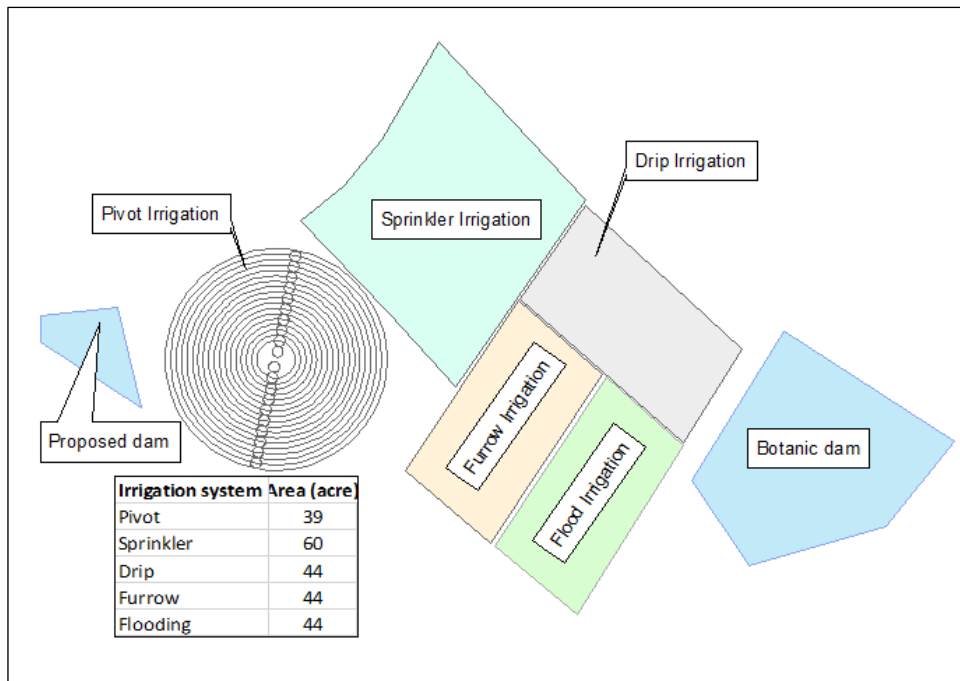 Drip Irrigation
Pivot Irrigation
Sprinkler Irrigation
Furrow Irrigation
Flood Irrigation
Proposed dam
Botanic dam
Irrigation system Area (acre)
Pivot 39
Sprinkler 60
Drip 44
Furrow 44
Flooding 44